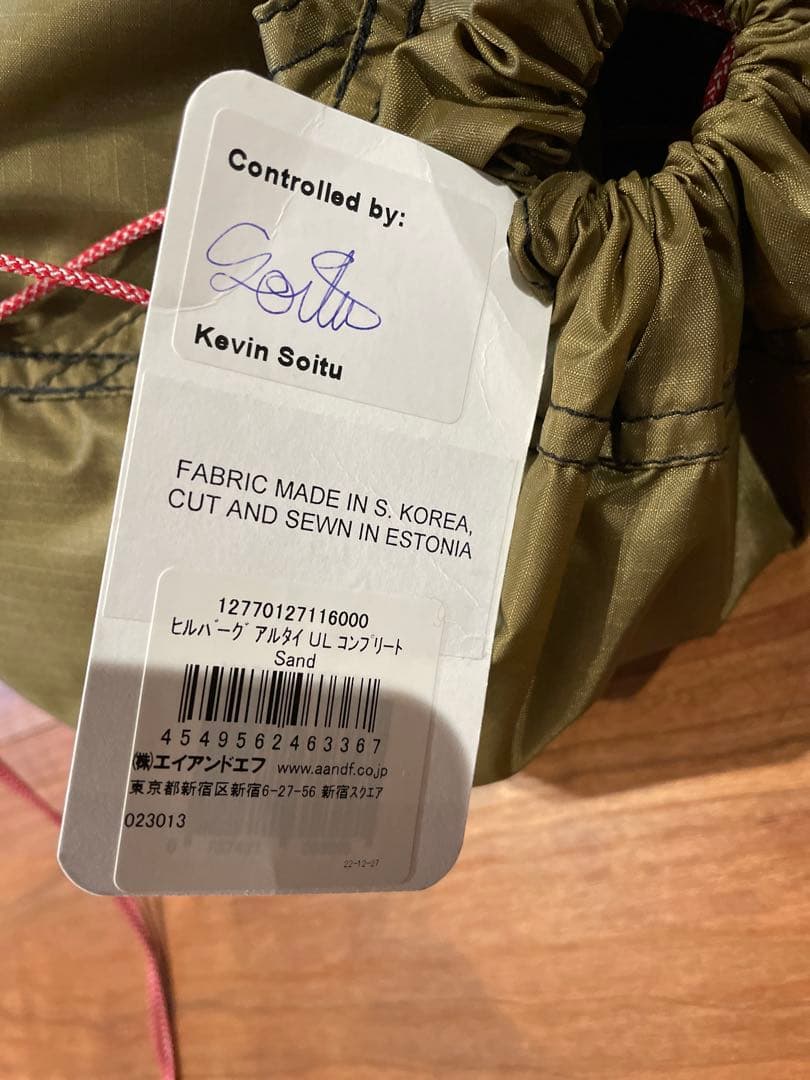 Controlled by:
Soitu
Kevin Soitu
FABRIC MADE IN S. KOREA,
CUT AND SEWN IN ESTONIA
12770127116000
ﾋﾙﾊﾞｰｸﾞ ｱﾙﾀｲ UL ｺﾝﾌﾟﾘｰﾄ
Sand
4549562463367
(株)エイアンドエフ www.aandf.co.jp
東京都新宿区新宿6-27-56 新宿ｽｸｴｱ
023013
22-12-27